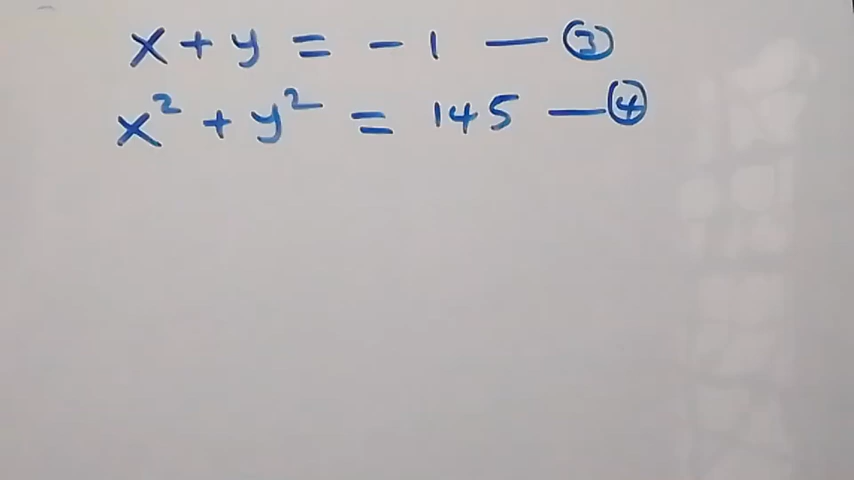 x + y = - 1 — ③
x² + y² = 145 — ④